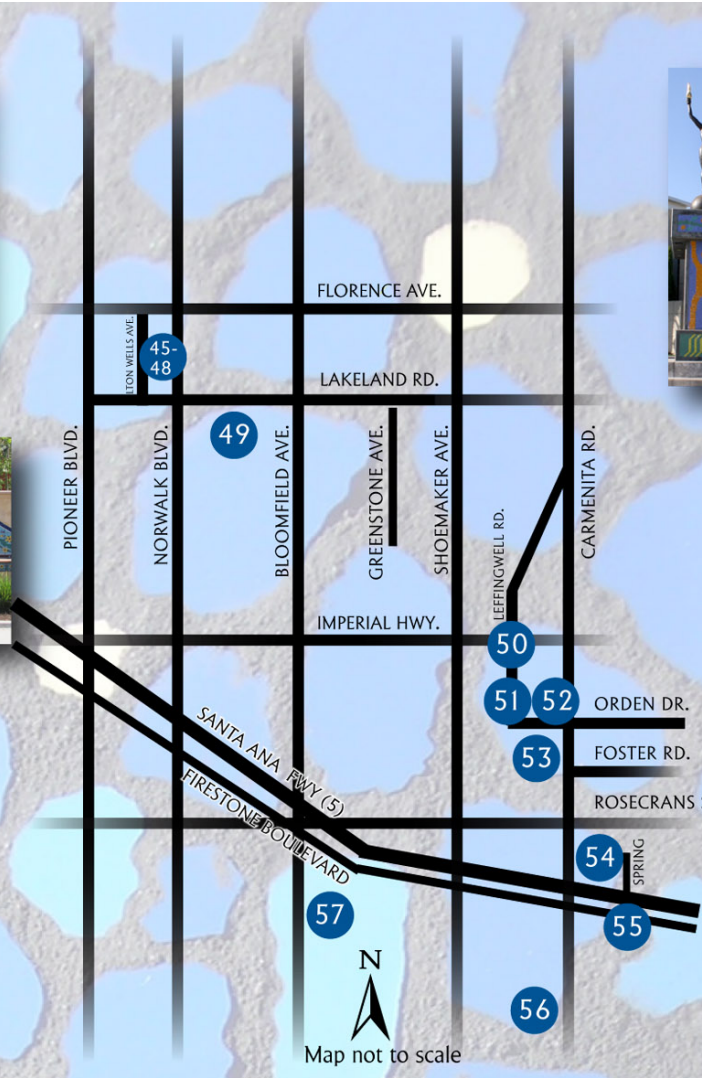 FLORENCE AVE.
LTON WELLS AVE.
45-
48
LAKELAND RD.
49
PIONEER BLVD.
NORWALK BLVD.
BLOOMFIELD AVE.
GREENSTONE AVE.
SHOEMAKER AVE.
CARMENITA RD.
LEFFINGWELL RD.
IMPERIAL HWY.
50
51
52
ORDEN DR.
53
FOSTER RD.
SANTA ANA FWY (5)
FIRESTONE BOULEVARD
ROSECRANS
54
SPRING
57
55
N
56
Map not to scale